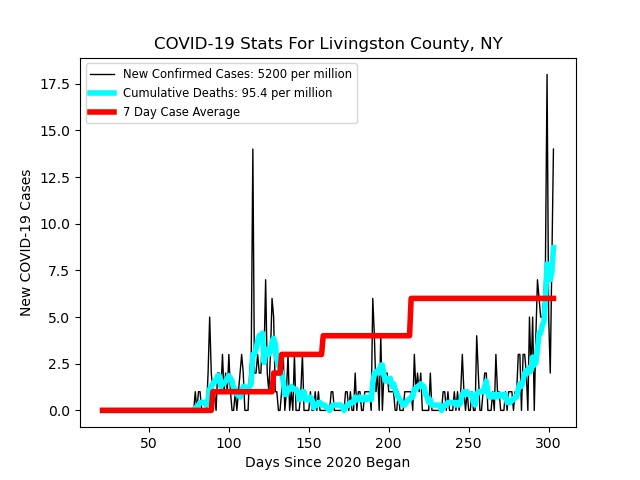 COVID-19 Stats For Livingston County, NY
New Confirmed Cases: 5200 per million
Cumulative Deaths: 95.4 per million
7 Day Case Average
17.5
15.0
12.5
10.0
7.5
5.0
2.5
0.0
New COVID-19 Cases
50 100 150 200 250 300
Days Since 2020 Began